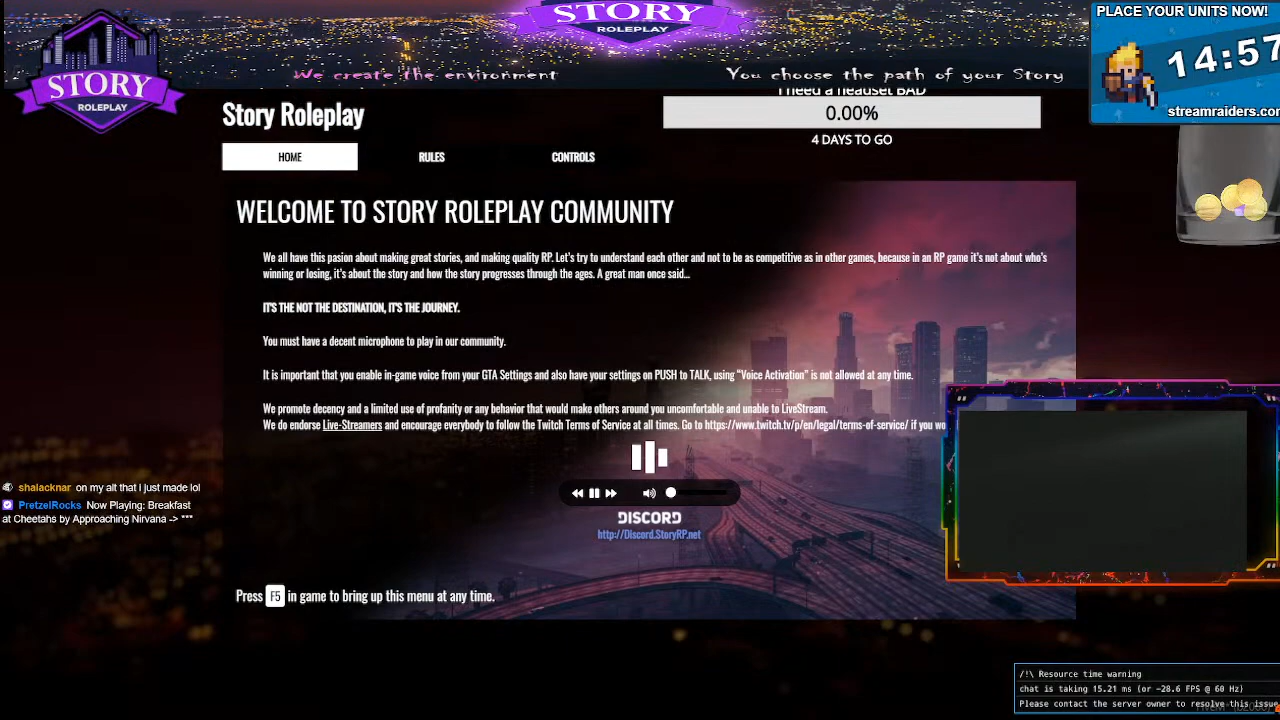 STORY
ROLEPLAY
PLACE YOUR UNITS NOW!
14:57
streamraiders.com
We create the environment
You choose the path of your Story
STORY
ROLEPLAY
I need a headset BAD
0.00%
4 DAYS TO GO
Story Roleplay
HOME
RULES
CONTROLS
WELCOME TO STORY ROLEPLAY COMMUNITY
We all have this pasion about making great stories, and making quality RP. Let's try to understand each other and not to be as competitive as in other games, because in an RP game it's not about who's
winning or losing, it's about the story and how the story progresses through the ages. A great man once said...
IT'S THE NOT THE DESTINATION, IT'S THE JOURNEY.
You must have a decent microphone to play in our community.
It is important that you enable in-game voice from your GTA Settings and also have your settings on PUSH to TALK, using "Voice Activation" is not allowed at any time.
We promote decency and a limited use of profanity or any behavior that would make others around you uncomfortable and unable to LiveStream.
We do endorse Live-Streamers and encourage everybody to follow the Twitch Terms of Service at all times. Go to https://www.twitch.tv/p/en/legal/terms-of-service/ if you wo
shalacknar on my alt that i just made lol
PretzelRocks Now Playing: Breakfast
at Cheetahs by Approaching Nirvana -> ***
DISCORD
http://Discord.StoryRP.net
Press F5 in game to bring up this menu at any time.
/!\ Resource time warning
chat is taking 15.21 ms (or -28.6 FPS @ 60 Hz)
Please contact the server owner to resolve this issue